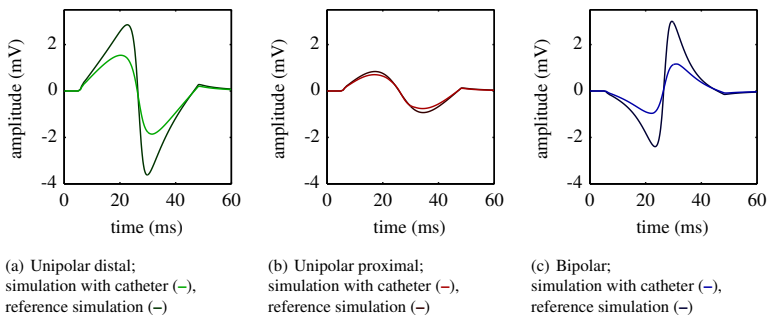 2
0
-2
-4
0 20 40 60
amplitude (mV)
time (ms)
2
0
-2
-4
0 20 40 60
amplitude (mV)
time (ms)
2
0
-2
-4
0 20 40 60
amplitude (mV)
time (ms)
(a) Unipolar distal;
simulation with catheter (–),
reference simulation (–)
(b) Unipolar proximal;
simulation with catheter (–),
reference simulation (–)
(c) Bipolar;
simulation with catheter (–),
reference simulation (–)